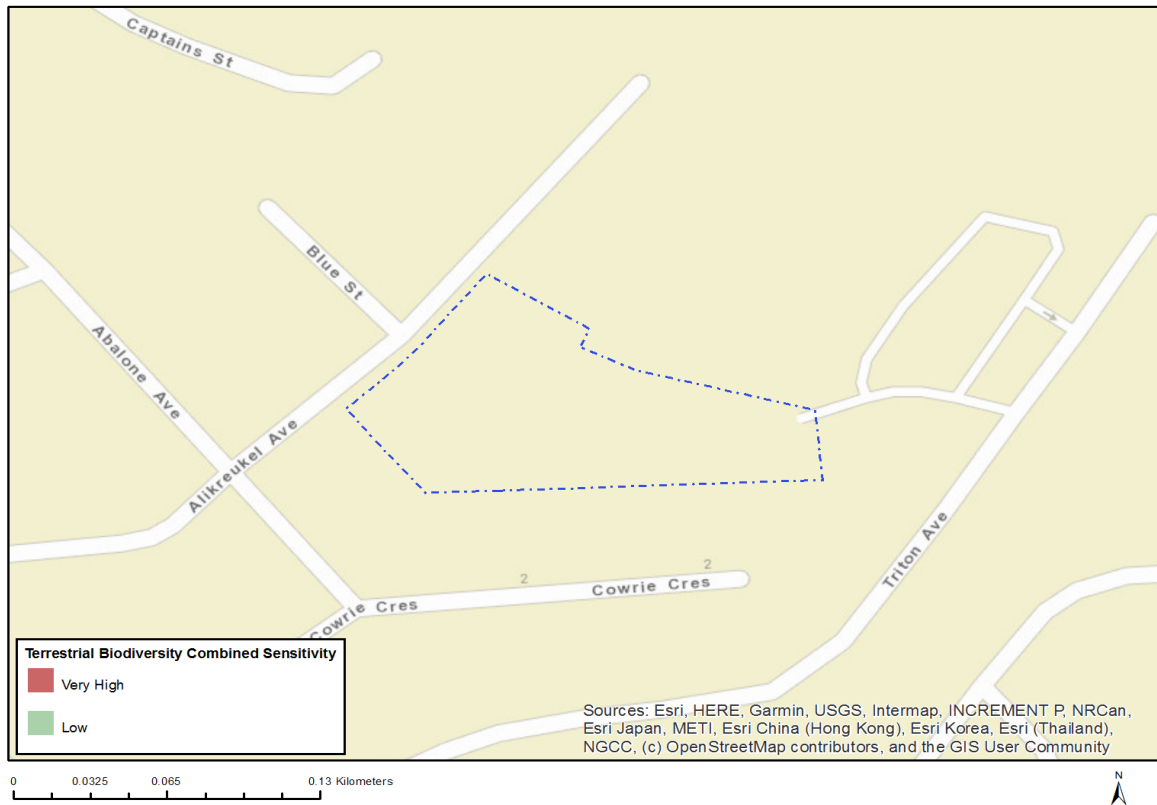 Captains St
Blue St
Abalone Ave
Alikreukel Ave
Triton Ave
2
2
Cowrie Cres
Cowrie Cres
Terrestrial Biodiversity Combined Sensitivity
Very High
Low
Sources: Esri, HERE, Garmin, USGS, Intermap, INCREMENT P, NRCan,
Esri Japan, METI, Esri China (Hong Kong), Esri Korea, Esri (Thailand),
NGCC, (c) OpenStreetMap contributors, and the GIS User Community
0 0.0325 0.065 0.13 Kilometers
N